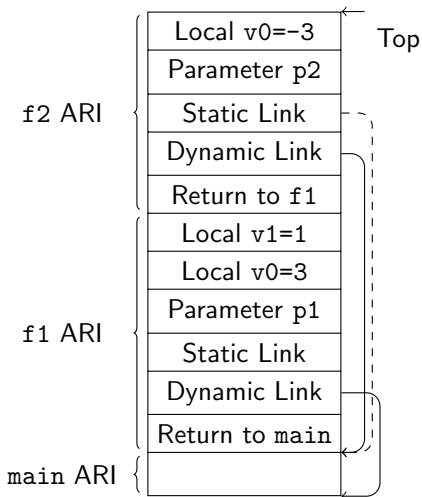 Local v0=-3
Top
Parameter p2
f2 ARI
Static Link
Dynamic Link
Return to f1
Local v1=1
Local v0=3
Parameter p1
f1 ARI
Static Link
Dynamic Link
Return to main
main ARI